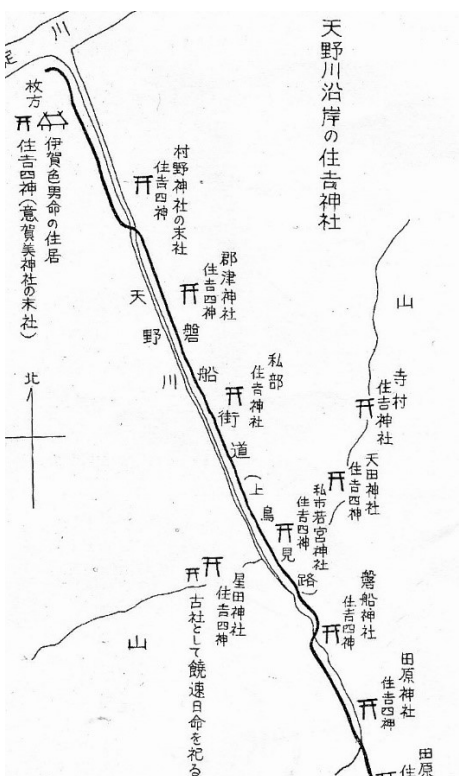 天野川沿岸の住吉神社
川
枚方
伊賀色男命の住居
住吉四神(意賀美神社の末社)
村野神社の末社
住吉四神
郡津神社
住吉四神
天野川
磐船街道
(上鳥見路)
私部
住吉神社
山
寺村
住吉神社
天田神社
住吉四神
私市若宮神社
住吉四神
北
星田神社
住吉四神
古社として饒速日命を祀る
山
磐船神社
住吉四神
田原神社
住吉四神
田原
住